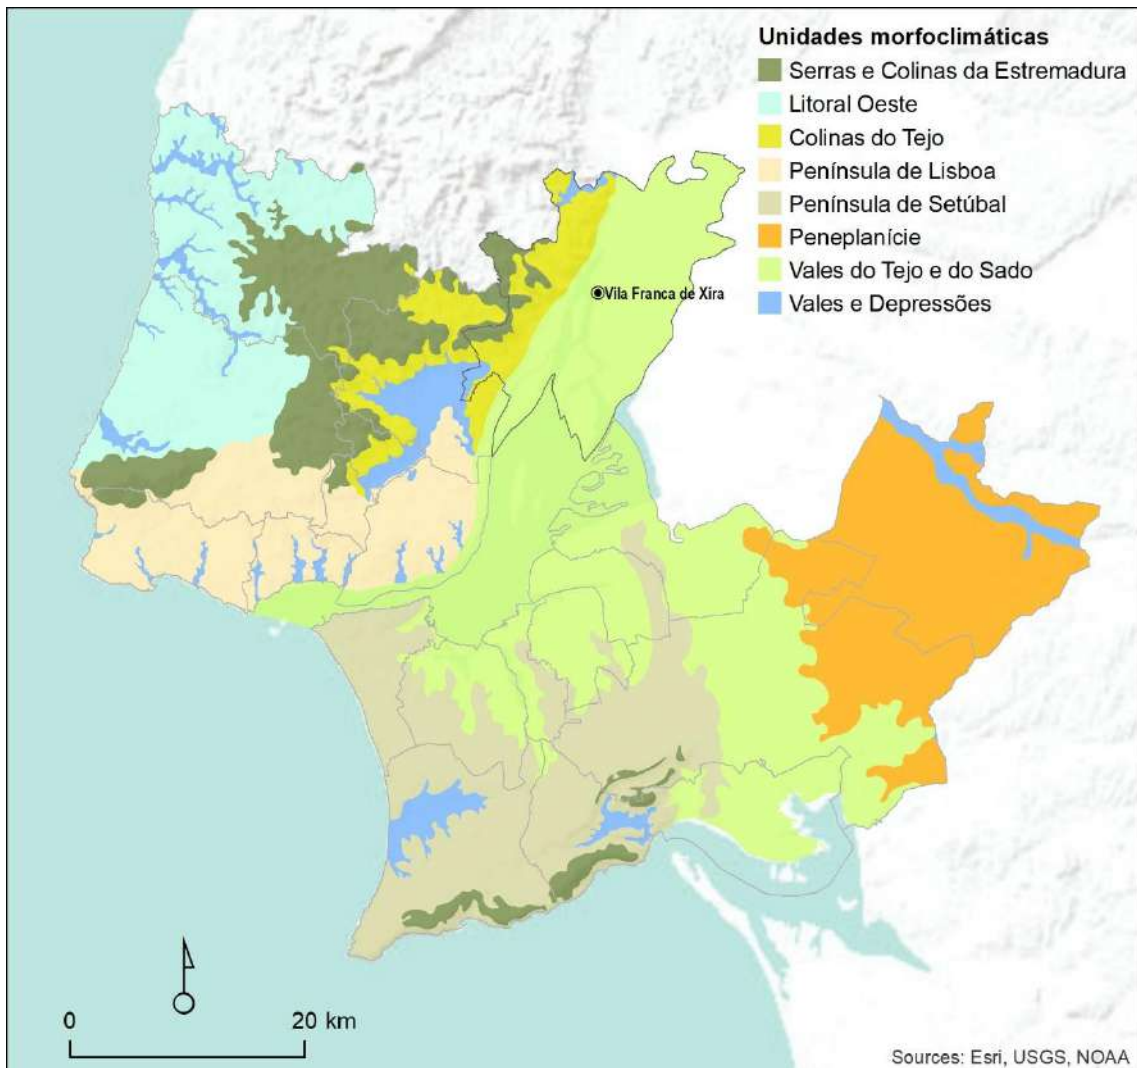 Unidades morfoclimáticas
Serras e Colinas da Estremadura
Litoral Oeste
Colinas do Tejo
Península de Lisboa
Península de Setúbal
Peneplanície
Vales do Tejo e do Sado
Vales e Depressões
Vila Franca de Xira
0 20 km
Sources: Esri, USGS, NOAA